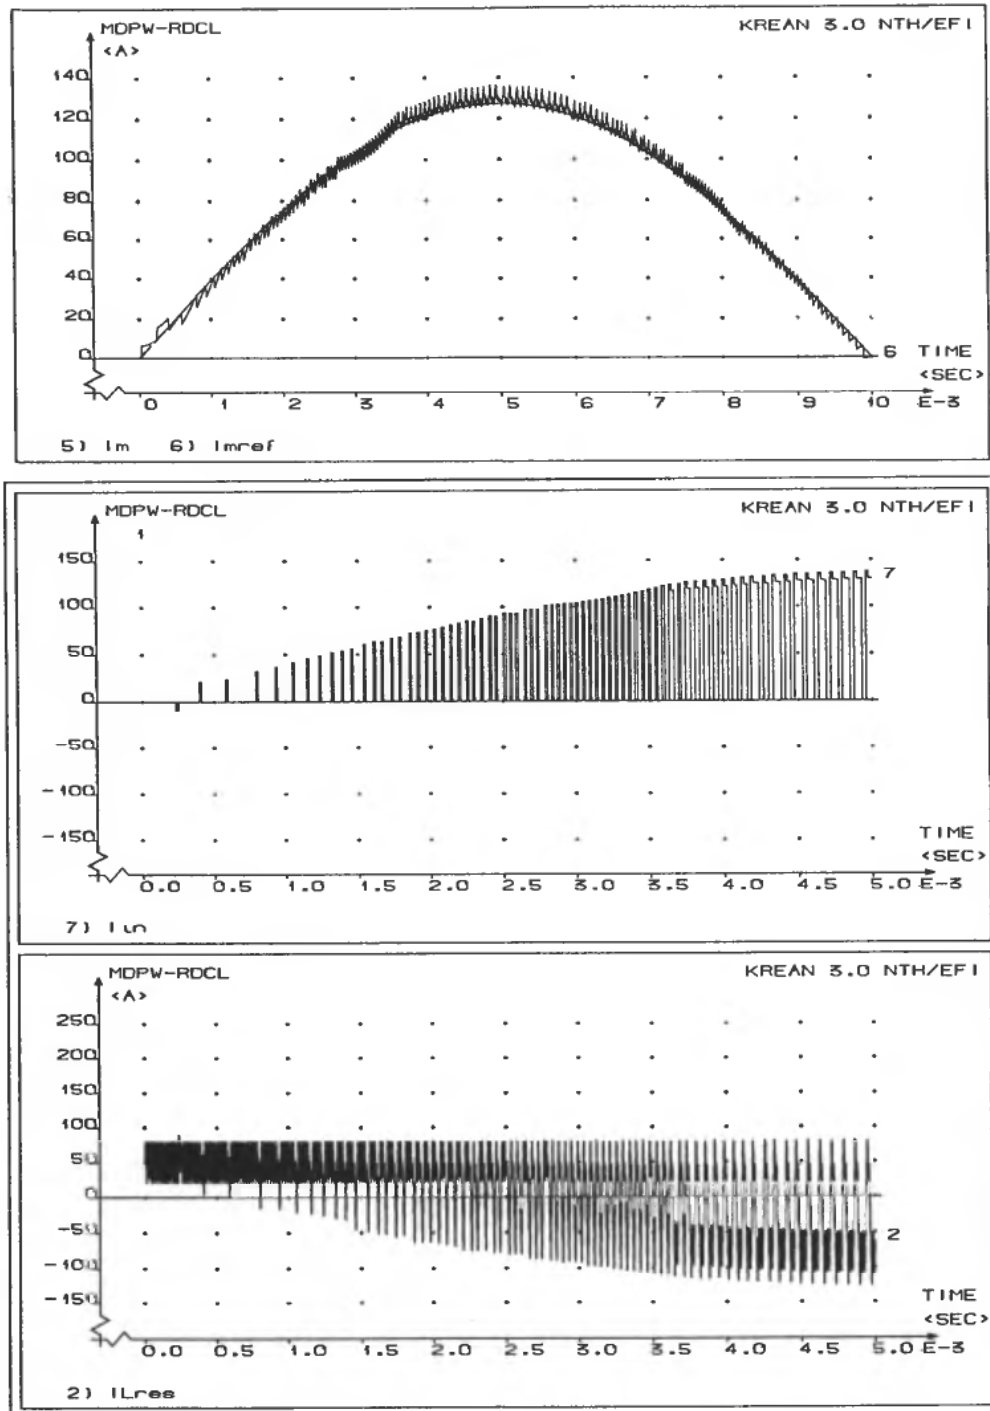 MDPW-RDCL KREAN 3.0 NTH/EFI
<A>
140
120
100
80
60
40
20
0
6 TIME
<SEC>
0 1 2 3 4 5 6 7 8 9 10 E-3
5) Im 6) Imref
MDPW-RDCL KREAN 3.0 NTH/EFI
1
150
100
50
0
-50
-100
-150
7
TIME
<SEC>
0.0 0.5 1.0 1.5 2.0 2.5 3.0 3.5 4.0 4.5 5.0 E-3
7) Iin
MDPW-RDCL KREAN 3.0 NTH/EFI
<A>
250
200
150
100
50
0
-50
-100
-150
2
TIME
<SEC>
0.0 0.5 1.0 1.5 2.0 2.5 3.0 3.5 4.0 4.5 5.0 E-3
2) ILres